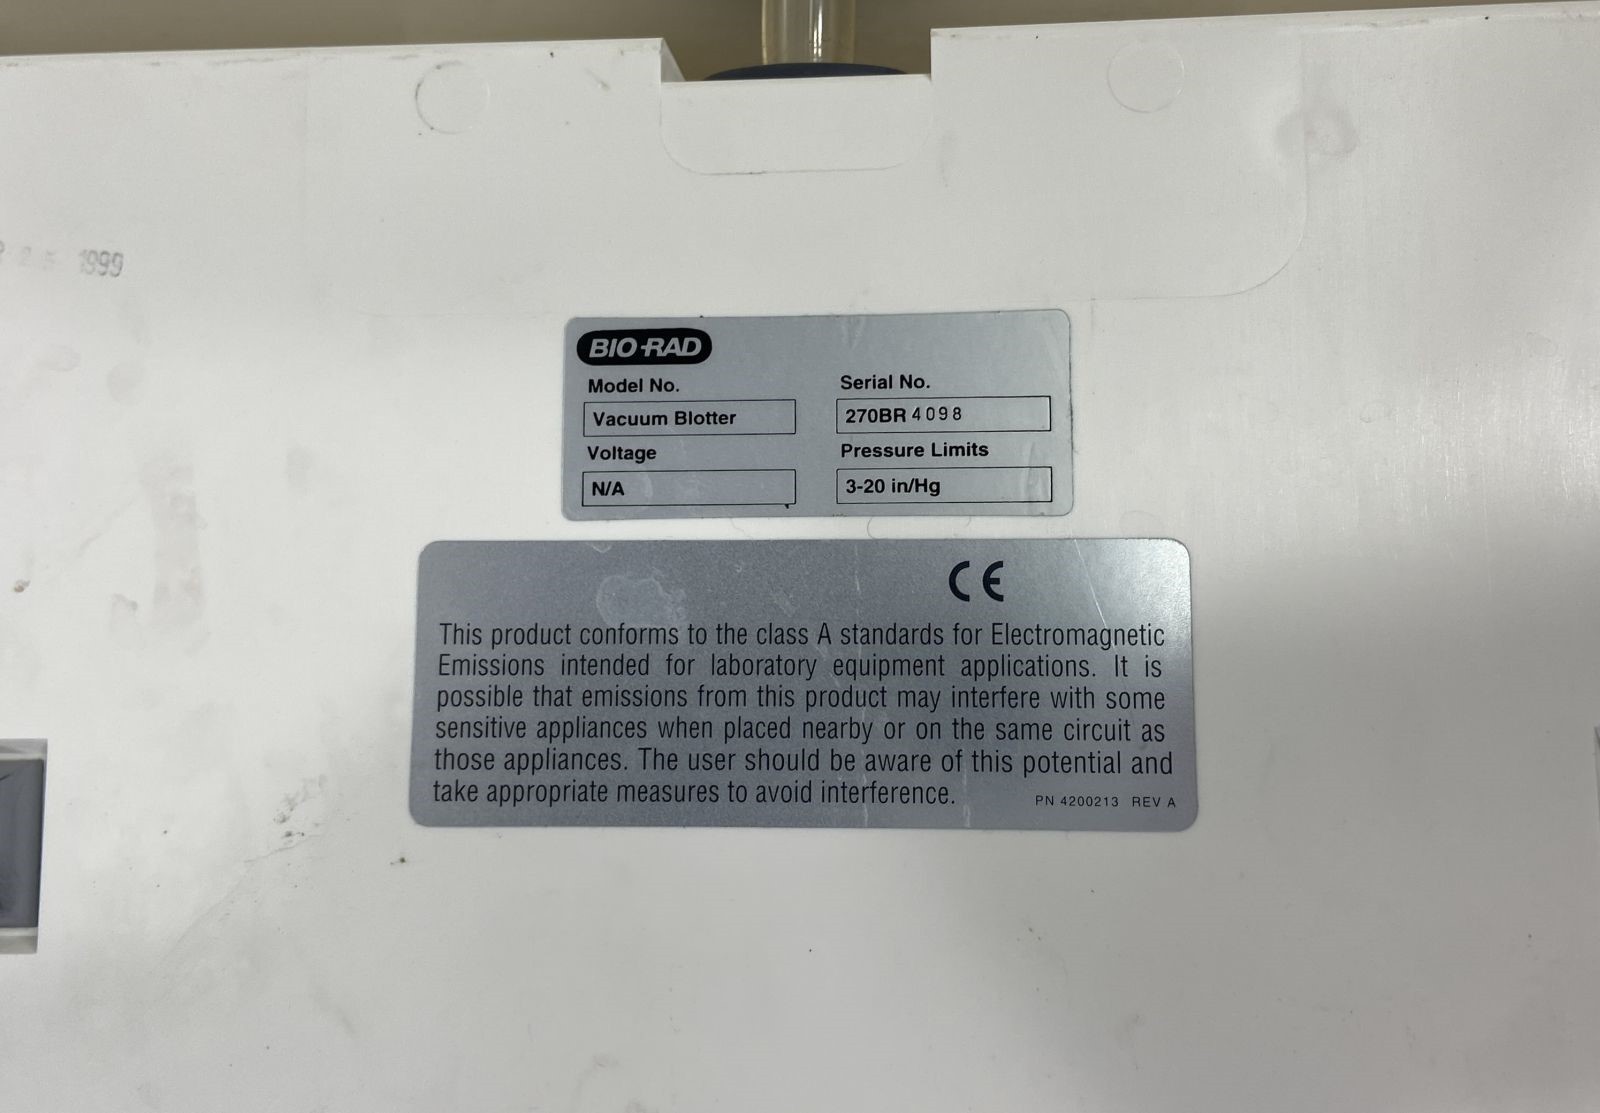 1999
BIO-RAD
Model No.
Serial No.
Vacuum Blotter
270BR 4098
Voltage
Pressure Limits
N/A
3-20 in/Hg
CE
This product conforms to the class A standards for Electromagnetic
Emissions intended for laboratory equipment applications. It is
possible that emissions from this product may interfere with some
sensitive appliances when placed nearby or on the same circuit as
those appliances. The user should be aware of this potential and
take appropriate measures to avoid interference.
PN 4200213 REV A